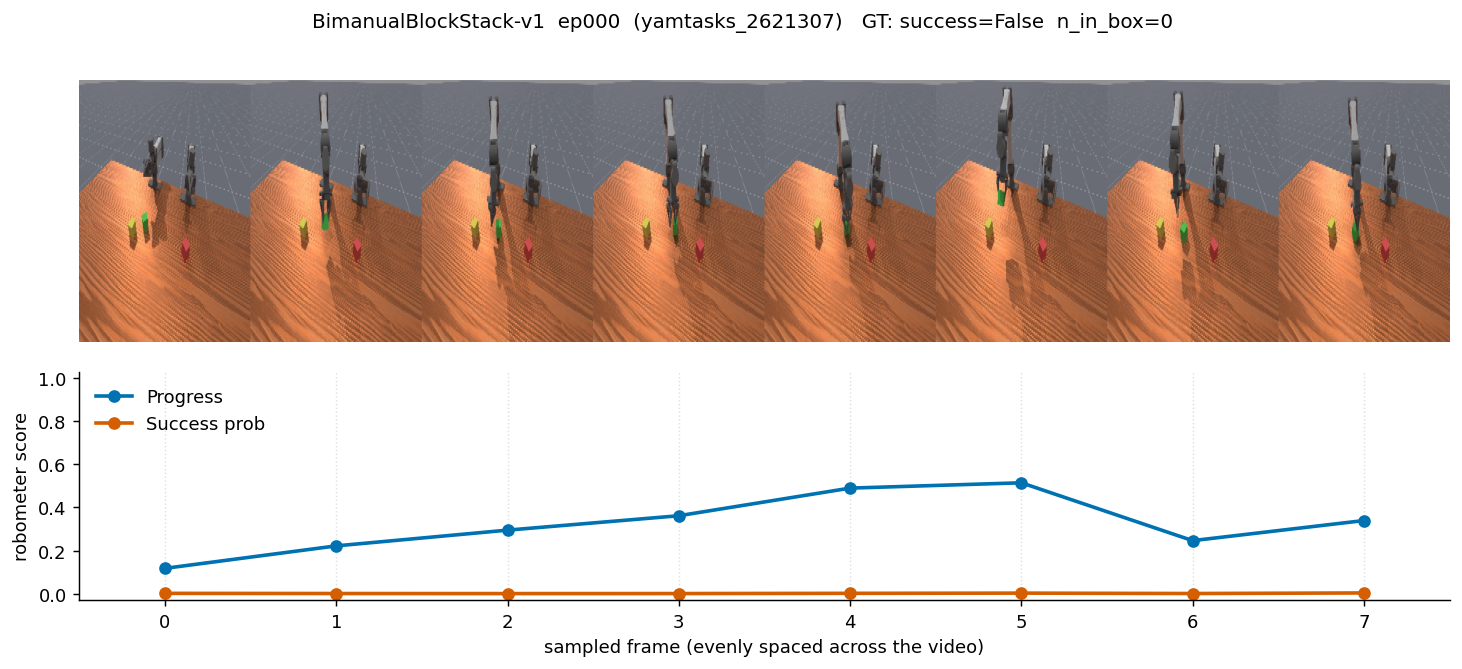 BimanualBlockStack-v1 ep000 (yamtasks_2621307) GT: success=False n_in_box=0
1.0
0.8
0.6
0.4
0.2
0.0
robometer score
Progress
Success prob
0 1 2 3 4 5 6 7
sampled frame (evenly spaced across the video)